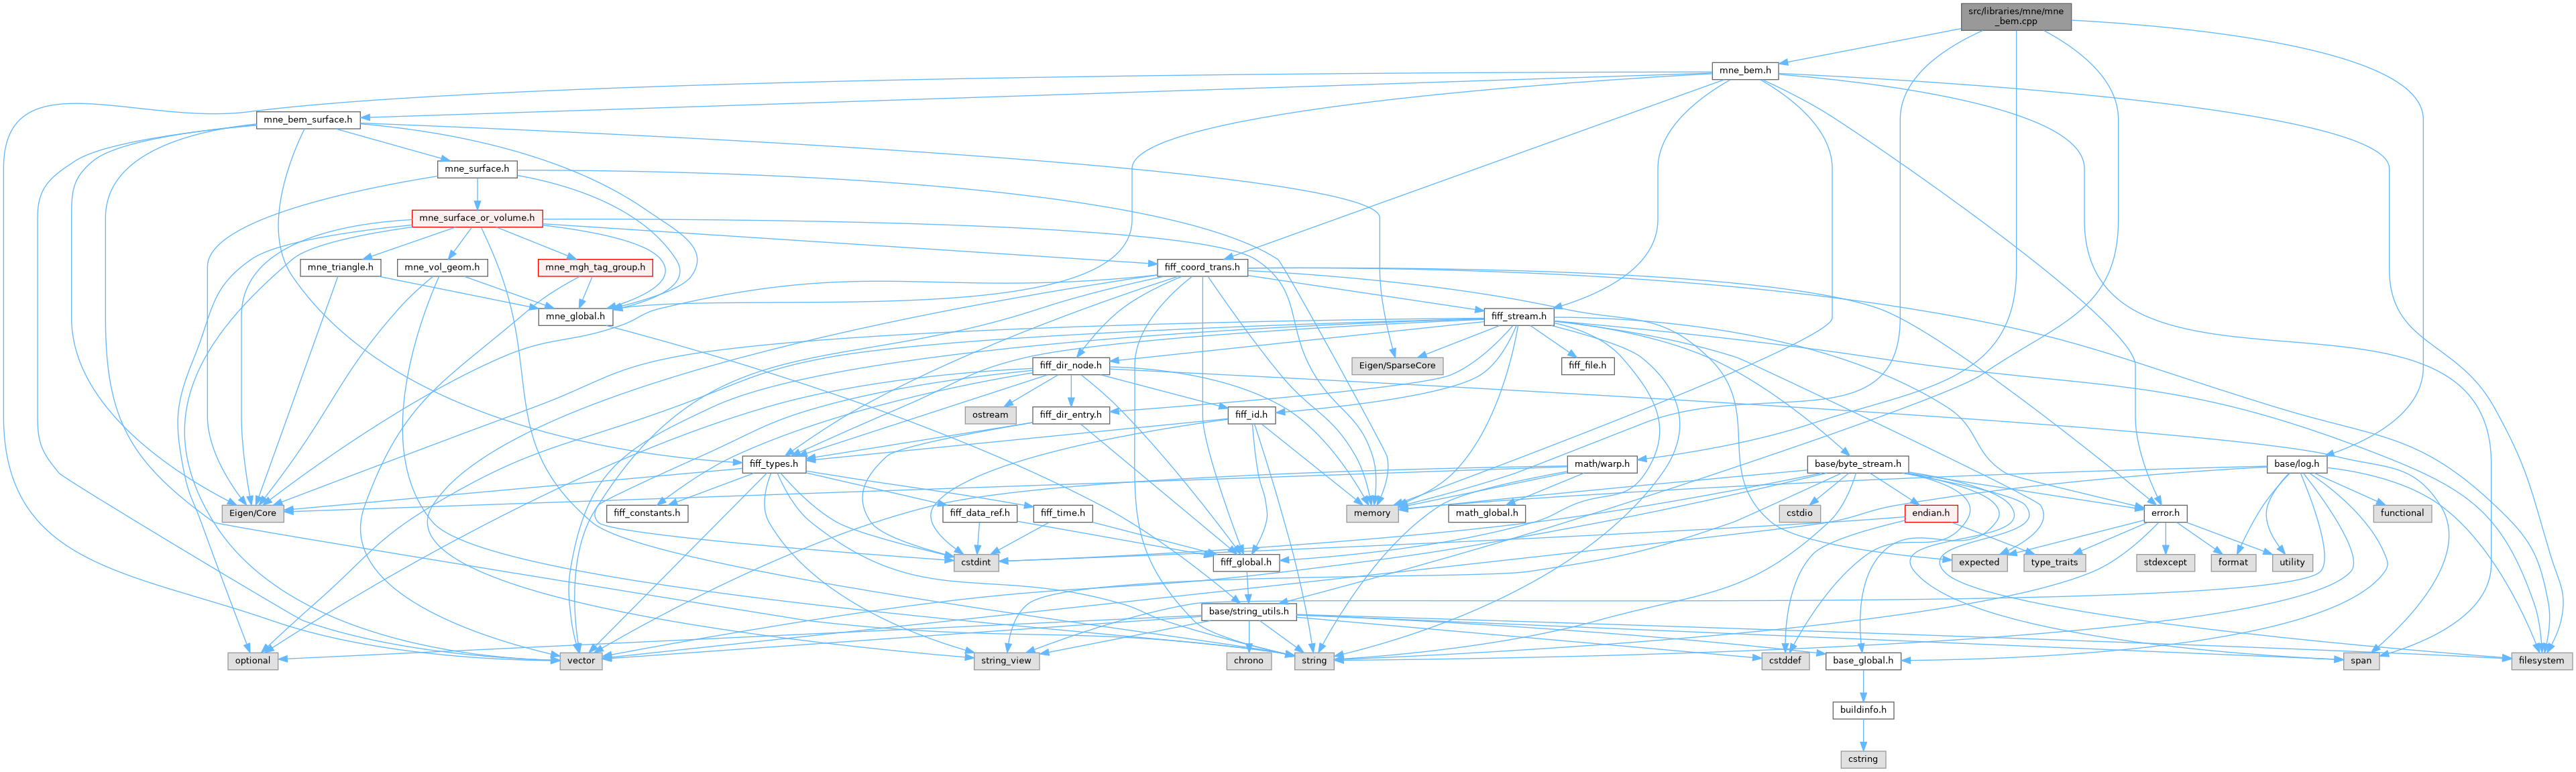 src/libraries/mne/mne
_bem.cpp
mne_bem.h
mne_bem_surface.h
mne_surface.h
mne_surface_or_volume.h
mne_triangle.h
mne_vol_geom.h
mne_mgh_tag_group.h
fiff_coord_trans.h
mne_global.h
fiff_stream.h
fiff_dir_node.h
Eigen/SparseCore
fiff_file.h
ostream
fiff_dir_entry.h
fiff_id.h
fiff_types.h
math/warp.h
base/byte_stream.h
base/log.h
Eigen/Core
fiff_constants.h
fiff_data_ref.h
fiff_time.h
memory
math_global.h
cstdio
endian.h
error.h
functional
cstdint
fiff_global.h
expected
type_traits
stdexcept
format
utility
base/string_utils.h
optional
vector
string_view
chrono
string
cstddef
base_global.h
span
filesystem
buildinfo.h
cstring